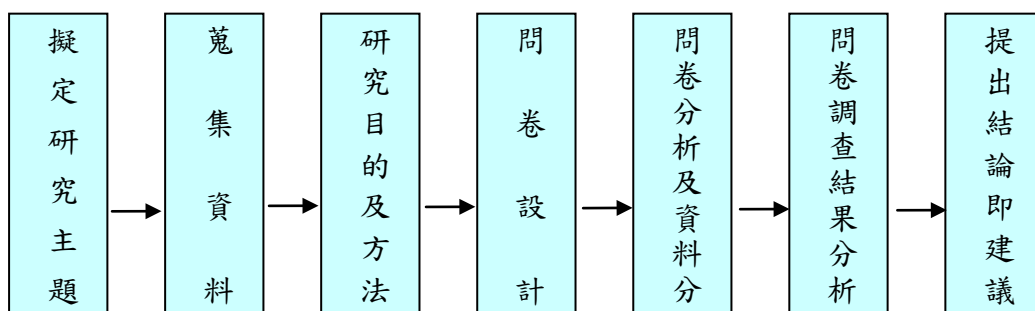 擬定研究主題
蒐集資料
研究目的及方法
問卷設計
問卷分析及資料分
問卷調查結果分析
提出結論即建議